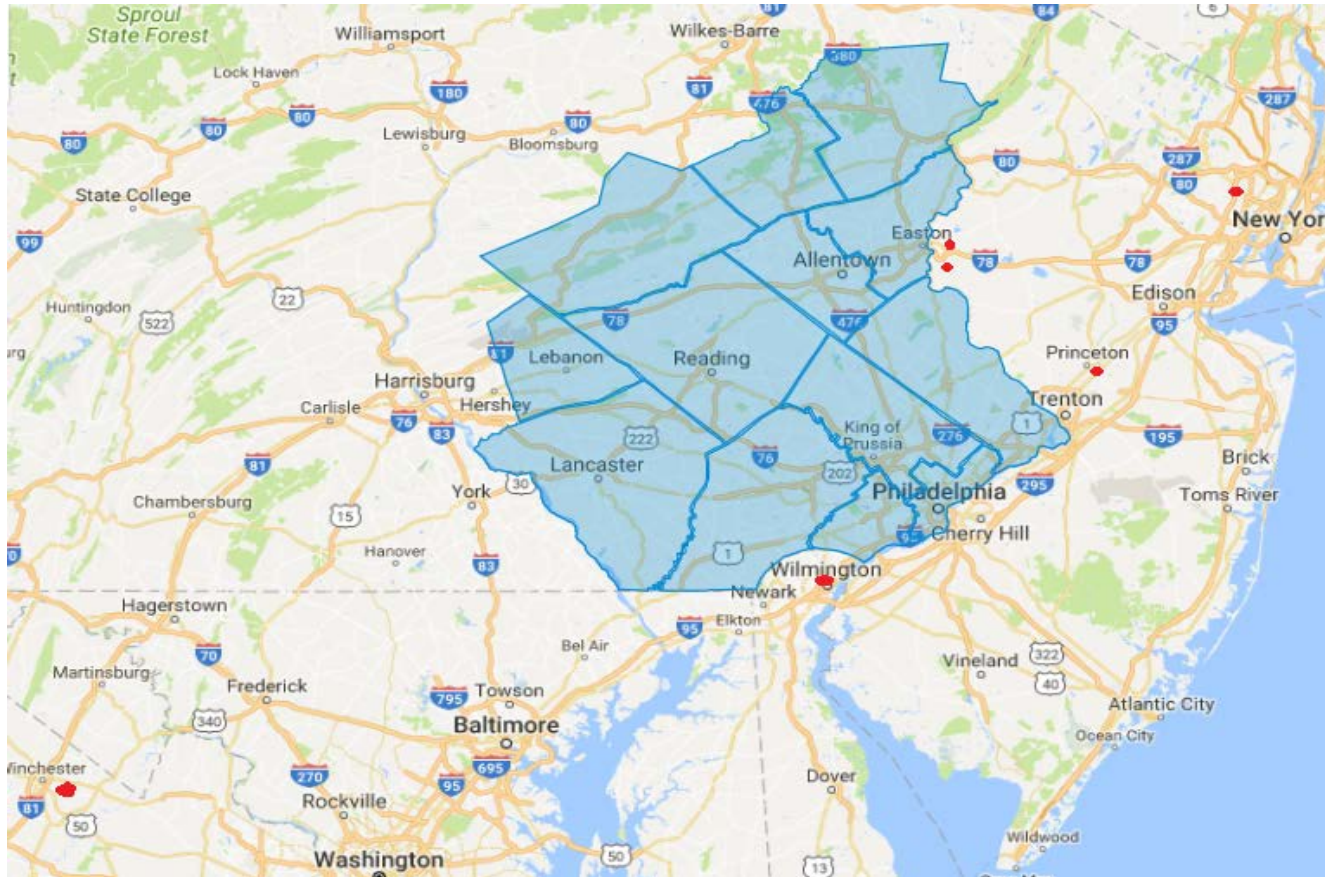 Sproul
State Forest
Williamsport
Wilkes-Barre
81
84
6
380
Lock Haven
180
81
476
287
80
80
80
80
80
Lewisburg
Bloomsburg
80
287
80
State College
New Yor
99
Easton
78
78
Allentown
22
Edison
Huntingdon
522
78
476
95
81
Lebanon
Reading
Princeton
Harrisburg
Hershey
Carlisle
76
83
Trenton
222
King of
Prussia
276
1
195
81
76
Lancaster
202
Brick
30
York
Philadelphia
295
Toms River
Chambersburg
15
Cherry Hill
95
Hanover
83
1
Wilmington
Newark
Hagerstown
95
Elkton
70
Bel Air
322
Martinsburg
Vineland
40
Frederick
795
Towson
Atlantic City
340
Baltimore
Ocean City
Winchester
270
695
Dover
81
95
50
Rockville
Wildwood
Washington
50
13